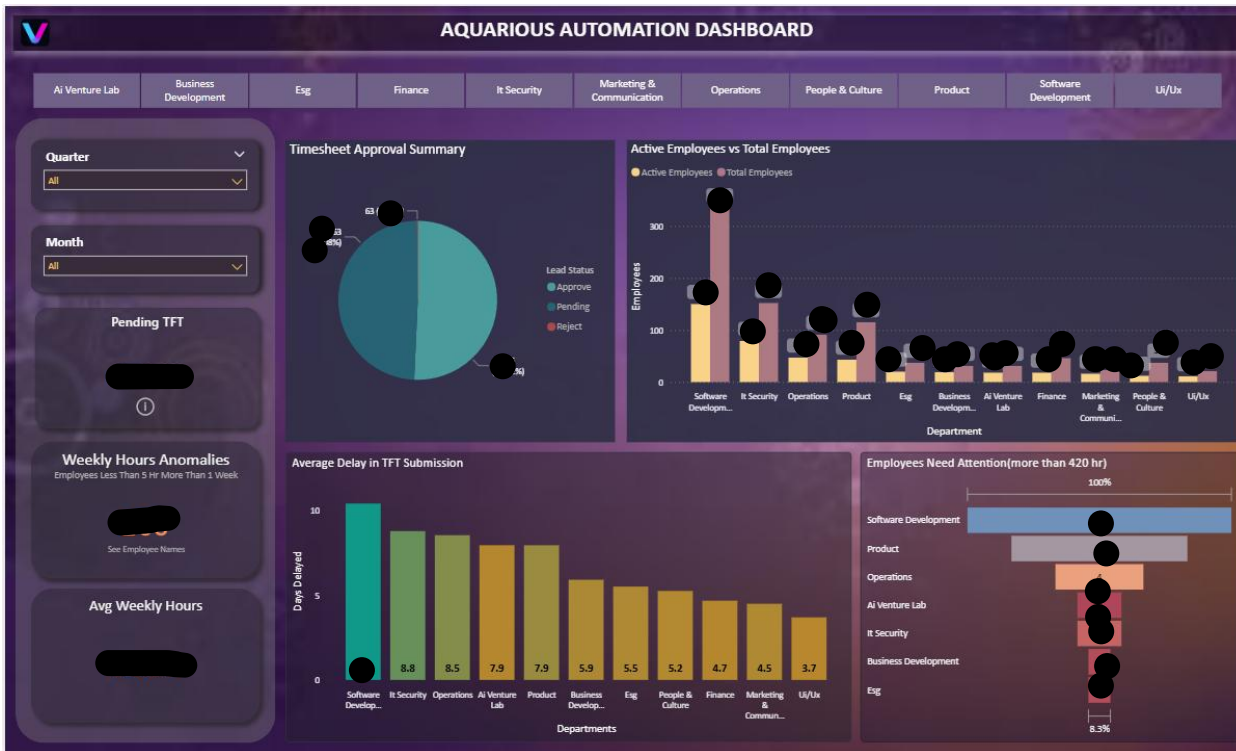 AQUARIOUS AUTOMATION DASHBOARD
Ai Venture Lab
Business
Development
Esg
Finance
It Security
Marketing &
Communication
Operations
People & Culture
Product
Software
Development
Ui/Ux
Quarter
All
Month
All
Pending TFT
Weekly Hours Anomalies
Employees Less Than 5 Hr More Than 1 Week
See Employee Names
Avg Weekly Hours
Timesheet Approval Summary
63
Lead Status
Approve
Pending
Reject
Active Employees vs Total Employees
Active Employees Total Employees
Employees
300
200
100
0
Software
Developm...
It Security
Operations
Product
Esg
Business
Developm...
Ai Venture
Lab
Finance
Marketing
&
Communi...
People &
Culture
Ui/Ux
Department
Average Delay in TFT Submission
Days Delayed
10
5
0
8.8 8.5 7.9 7.9 5.9 5.5 5.2 4.7 4.5 3.7
Software
Develop...
It Security
Operations
Ai Venture
Lab
Product
Business
Develop...
Esg
People &
Culture
Finance
Marketing
&
Commun...
Ui/Ux
Departments
Employees Need Attention(more than 420 hr)
100%
Software Development
Product
Operations
Ai Venture Lab
It Security
Business Development
Esg
8.3%